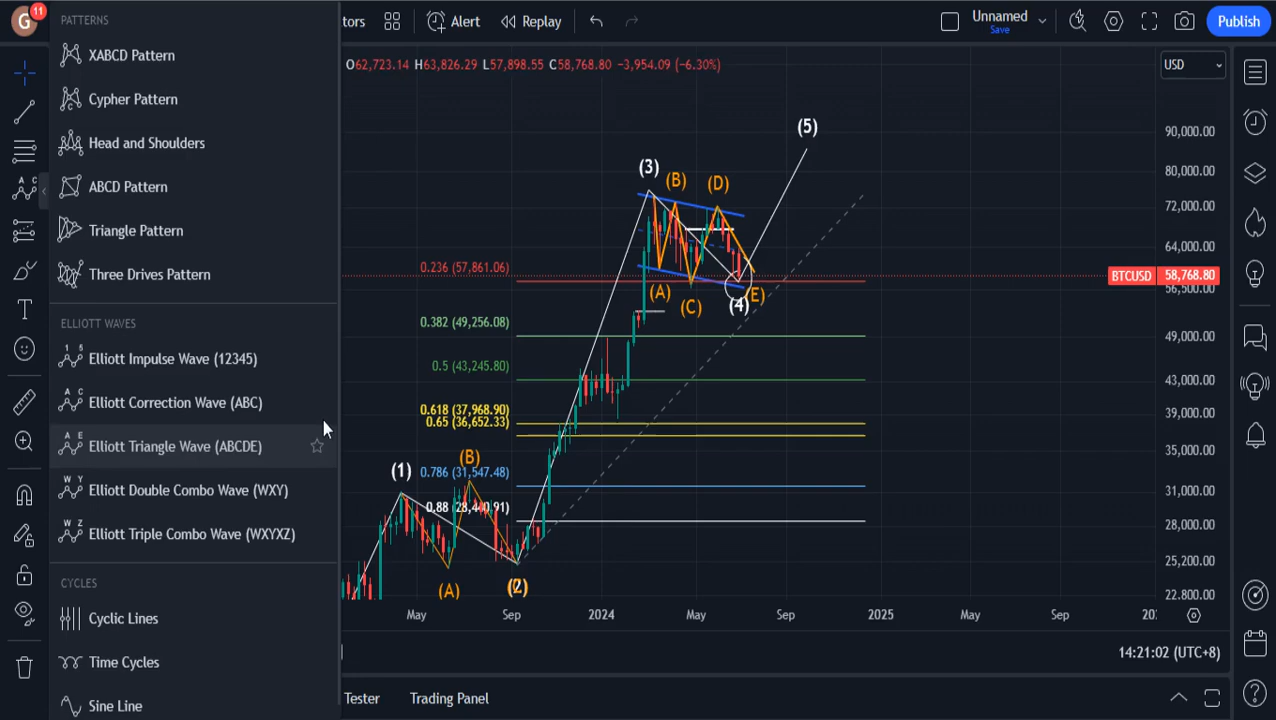 G
11
tors
Alert
Replay
Unnamed
Save
Publish
PATTERNS
XABCD Pattern
Cypher Pattern
Head and Shoulders
ABCD Pattern
Triangle Pattern
Three Drives Pattern
ELLIOTT WAVES
Elliott Impulse Wave (12345)
Elliott Correction Wave (ABC)
Elliott Triangle Wave (ABCDE)
Elliott Double Combo Wave (WXY)
Elliott Triple Combo Wave (WXYXZ)
CYCLES
Cyclic Lines
Time Cycles
Sine Line
O62,723.14 H63,826.29 L57,898.55 C58,768.80 −3,954.09 (−6.30%)
USD
(5)
(3)
(B)
(D)
0.236 (57,861.06)
(A)
(C)
(4)
(E)
0.382 (49,256.08)
0.5 (43,245.80)
0.618 (37,968.90)
0.65 (36,652.33)
(1)
(B)
0.786 (31,547.48)
0.88 (28,440.91)
(A)
(2)
90,000.00
80,000.00
72,000.00
64,000.00
BTCUSD 58,768.80
56,500.00
49,000.00
43,000.00
39,000.00
35,000.00
31,000.00
28,000.00
25,200.00
22,800.00
May Sep 2024 May Sep 2025 May Sep 20
14:21:02 (UTC+8)
Tester
Trading Panel